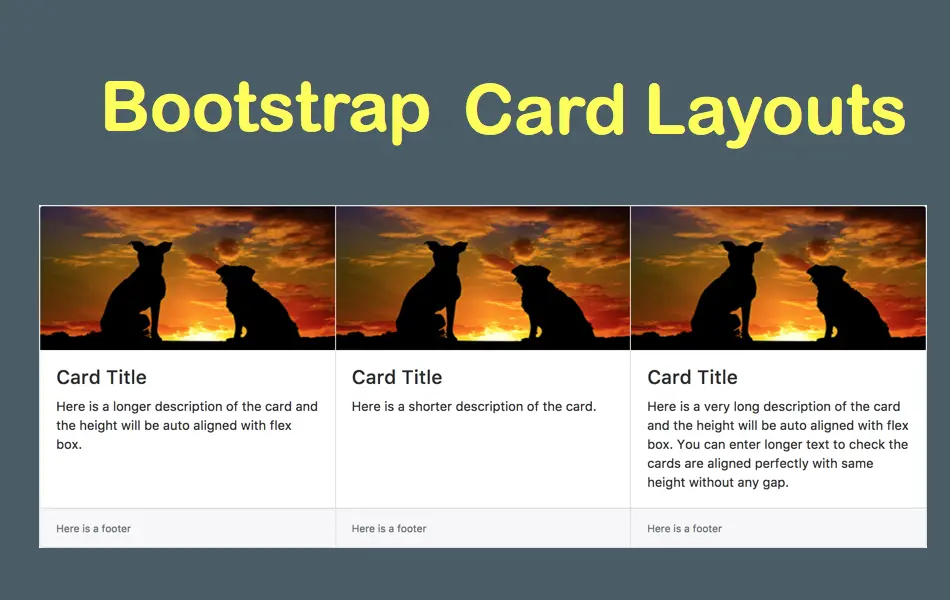 Bootstrap Card Layouts
Card Title
Here is a longer description of the card and
the height will be auto aligned with flex
box.
Here is a footer
Card Title
Here is a shorter description of the card.
Here is a footer
Card Title
Here is a very long description of the card
and the height will be auto aligned with flex
box. You can enter longer text to check the
cards are aligned perfectly with same
height without any gap.
Here is a footer